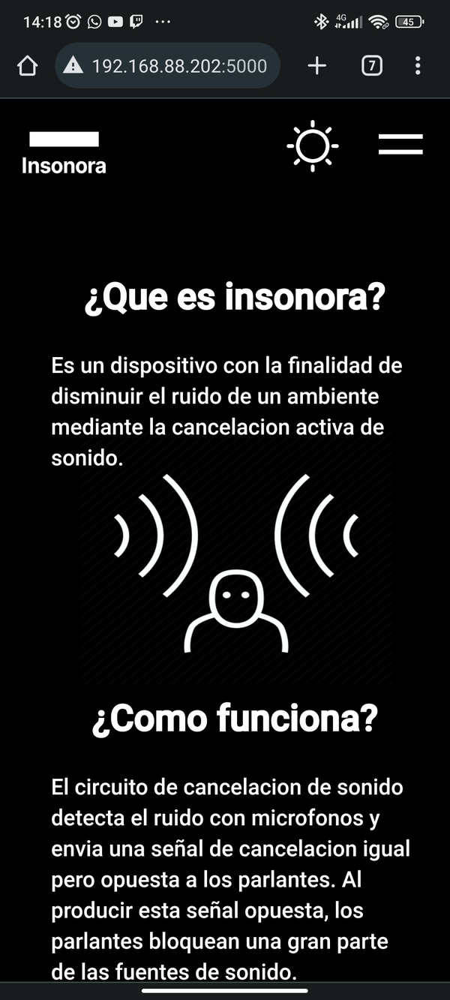 14:18 4G 45
192.168.88.202:5000 7
Insonora
¿Que es insonora?
Es un dispositivo con la finalidad de
disminuir el ruido de un ambiente
mediante la cancelacion activa de
sonido.
¿Como funciona?
El circuito de cancelacion de sonido
detecta el ruido con microfonos y
envia una señal de cancelacion igual
pero opuesta a los parlantes. Al
producir esta señal opuesta, los
parlantes bloquean una gran parte
de las fuentes de sonido.